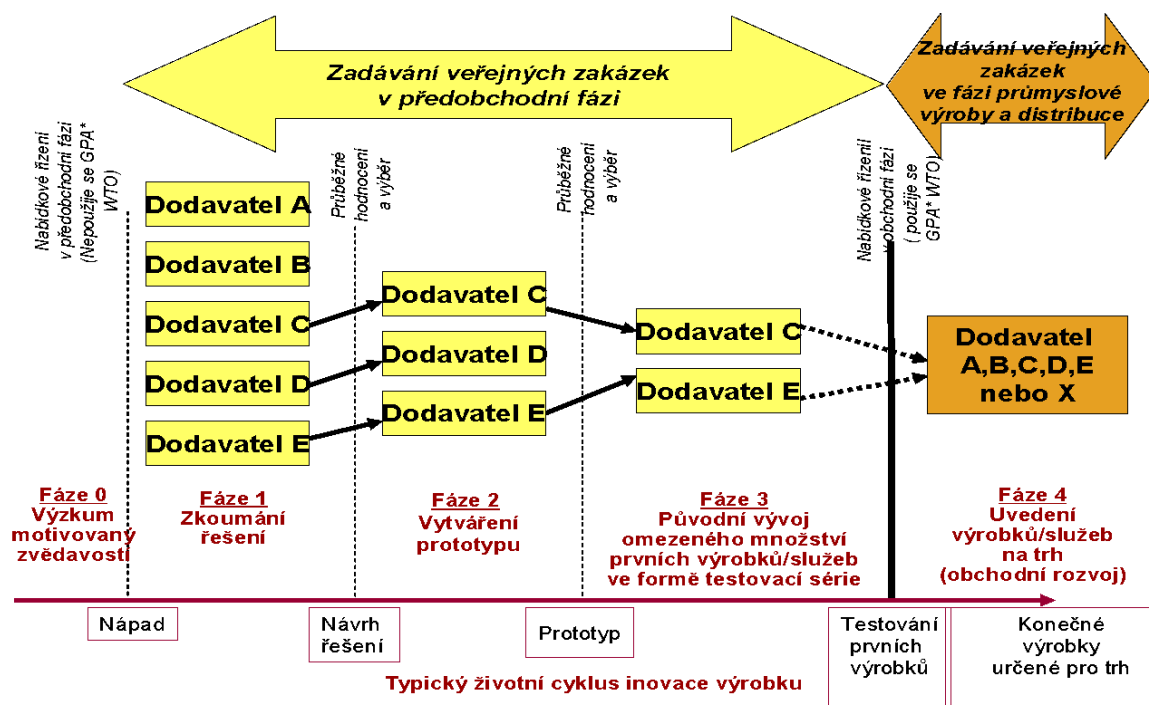 Zadávání veřejných zakázek
v předobchodní fázi
Zadávání veřejných
zakázek
ve fázi průmyslové
výroby a distribuce
Nabídkové řízení
v předobchodní fázi
(Nepoužije se GPA*
WTO)
Průběžné
hodnocení
a výběr
Průběžné
hodnocení
a výběr
Nabídkové řízeníl
v obchodní fázi
( použije se
GPA* WTO)
Dodavatel A
Dodavatel B
Dodavatel C
Dodavatel D
Dodavatel E
Dodavatel C
Dodavatel D
Dodavatel E
Dodavatel C
Dodavatel E
Dodavatel
A,B,C,D,E
nebo X
Fáze 0
Výzkum
motivovaný
zvědavostí
Fáze 1
Zkoumání
řešení
Fáze 2
Vytváření
prototypu
Fáze 3
Původní vývoj
omezeného množství
prvních výrobků/služeb
ve formě testovací série
Fáze 4
Uvedení
výrobků/služeb
na trh
(obchodní rozvoj)
Nápad
Návrh
řešení
Prototyp
Testování
prvních
výrobků
Konečné
výrobky
určené pro trh
Typický životní cyklus inovace výrobku